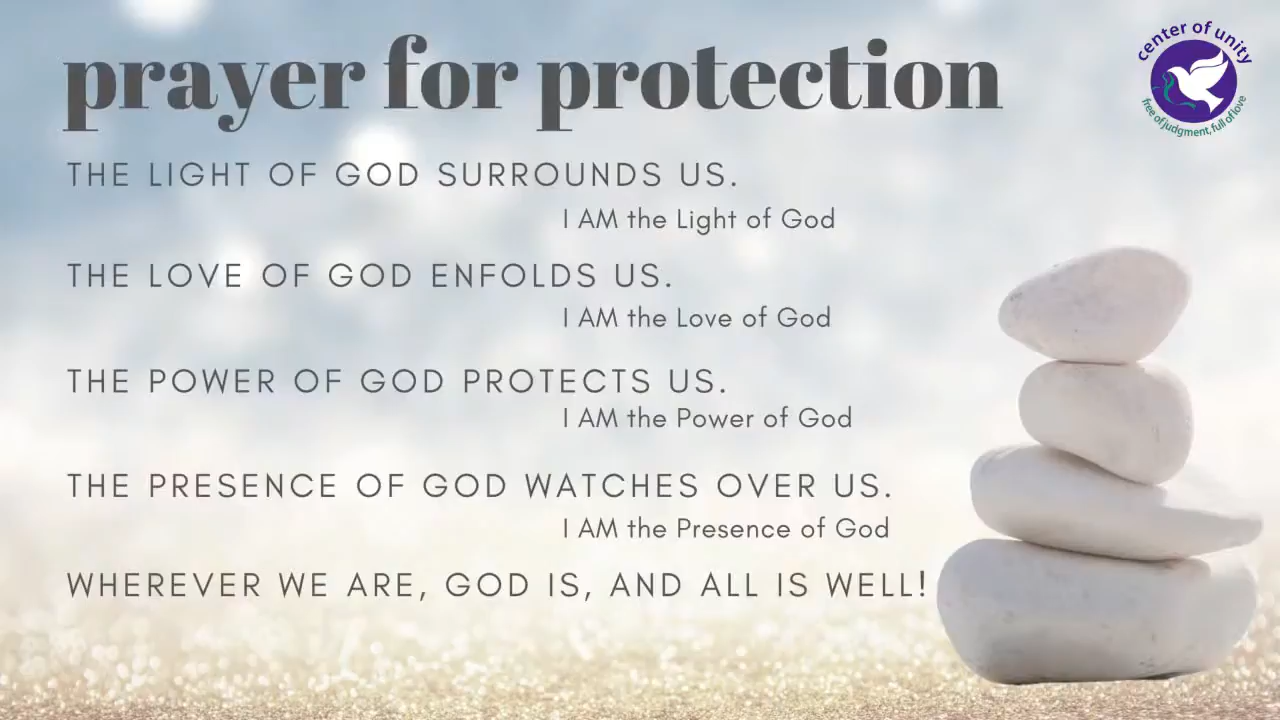 prayer for protection
center of unity
free of judgment, full of love
THE LIGHT OF GOD SURROUNDS US.
I AM the Light of God
THE LOVE OF GOD ENFOLDS US.
I AM the Love of God
THE POWER OF GOD PROTECTS US.
I AM the Power of God
THE PRESENCE OF GOD WATCHES OVER US.
I AM the Presence of God
WHEREVER WE ARE, GOD IS, AND ALL IS WELL!